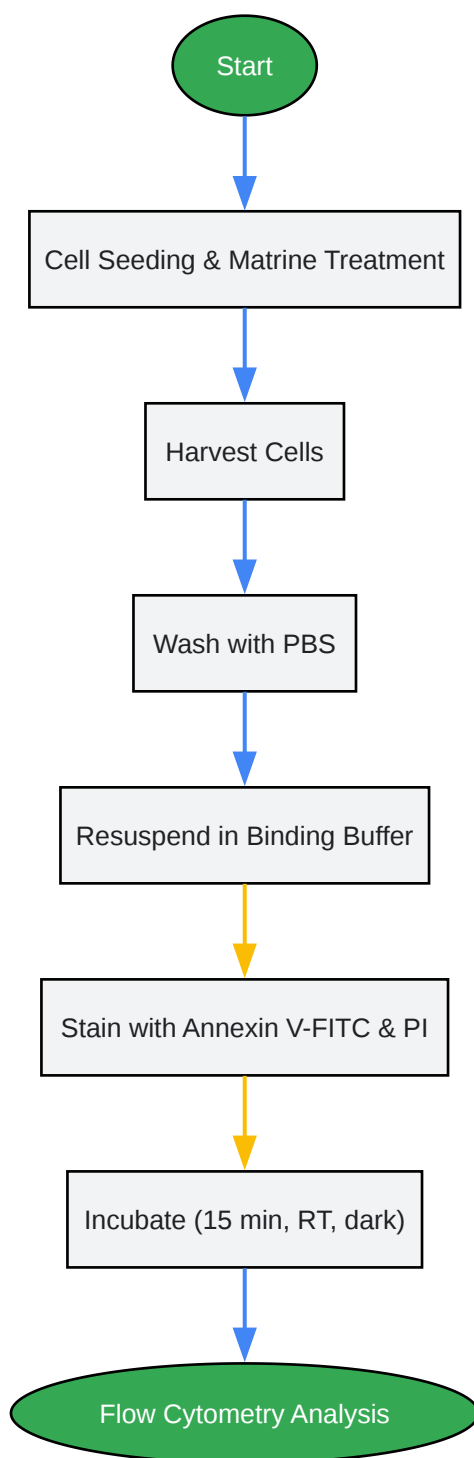 Start
Cell Seeding & Matrine Treatment
Harvest Cells
Wash with PBS
Resuspend in Binding Buffer
Stain with Annexin V-FITC & PI
Incubate (15 min, RT, dark)
Flow Cytometry Analysis